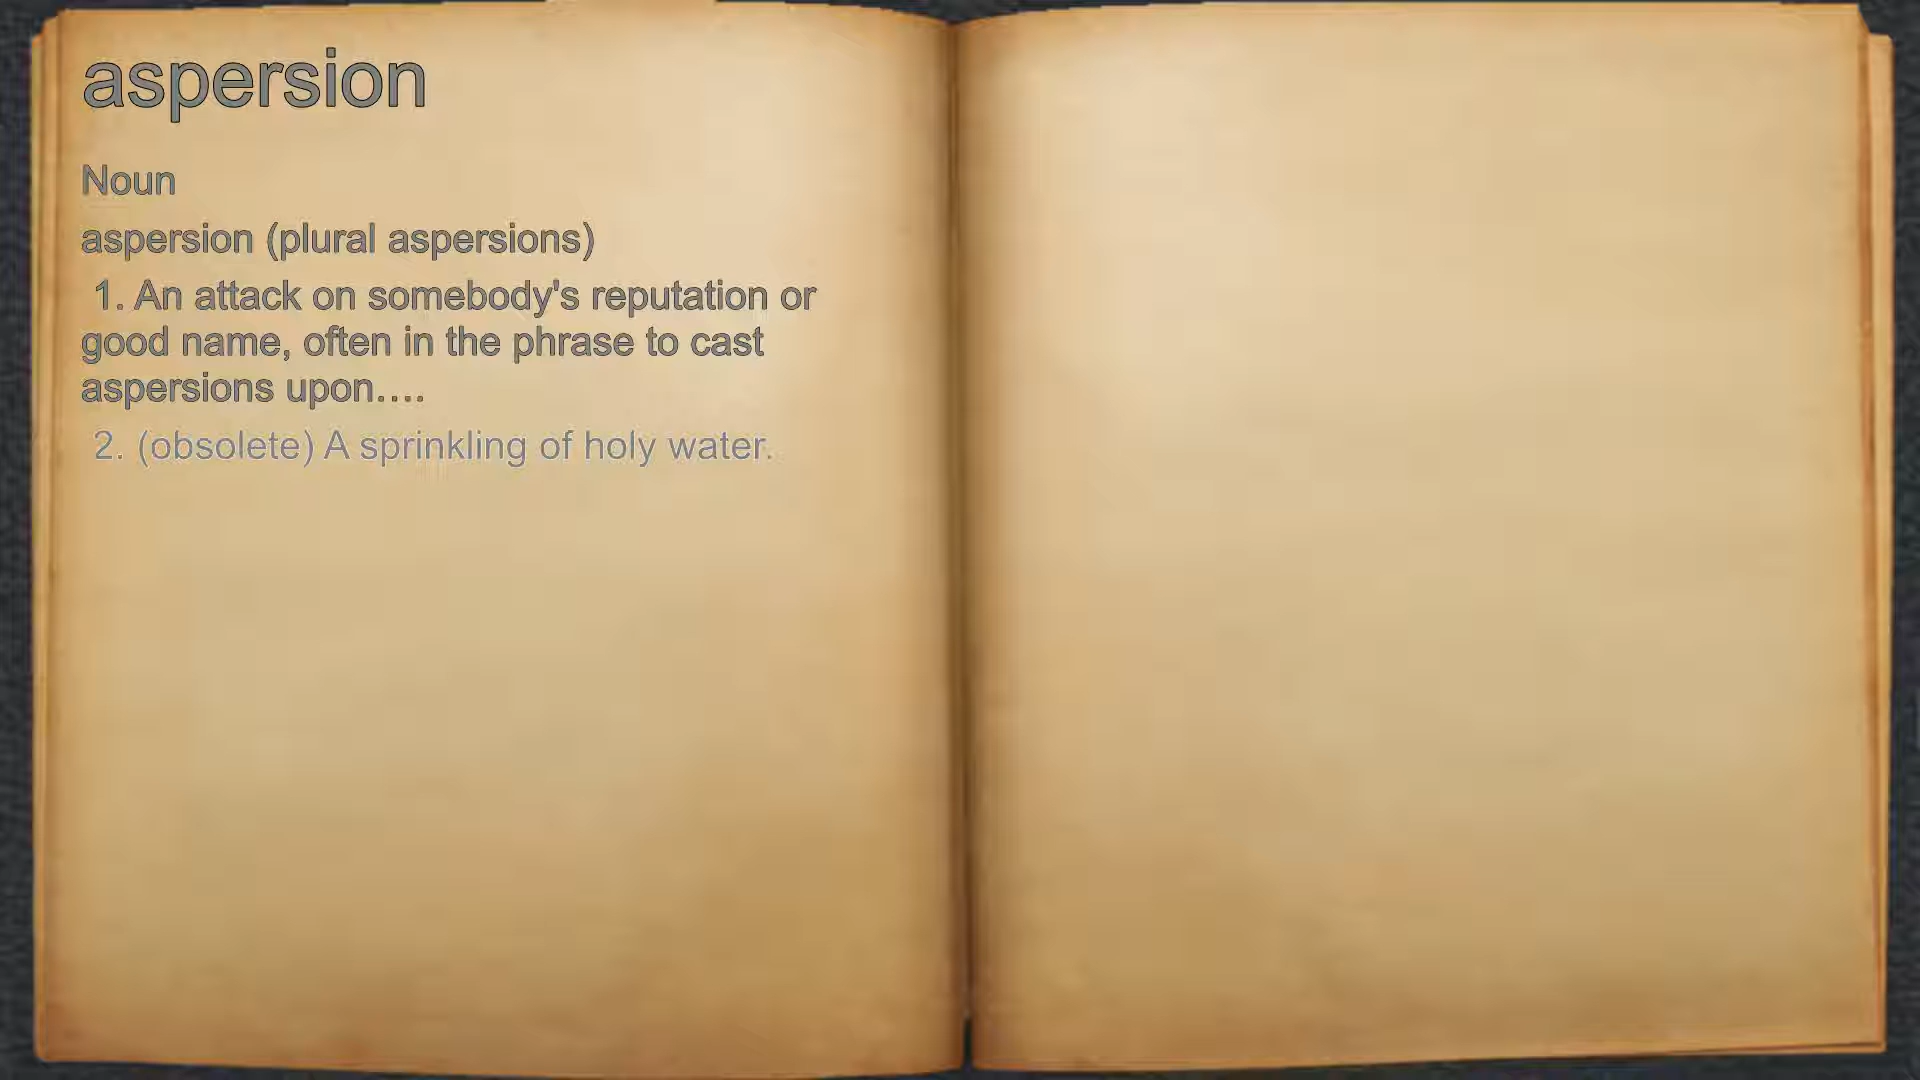 aspersion
Noun
aspersion (plural aspersions)
1. An attack on somebody's reputation or
good name, often in the phrase to cast
aspersions upon….
2. (obsolete) A sprinkling of holy water.